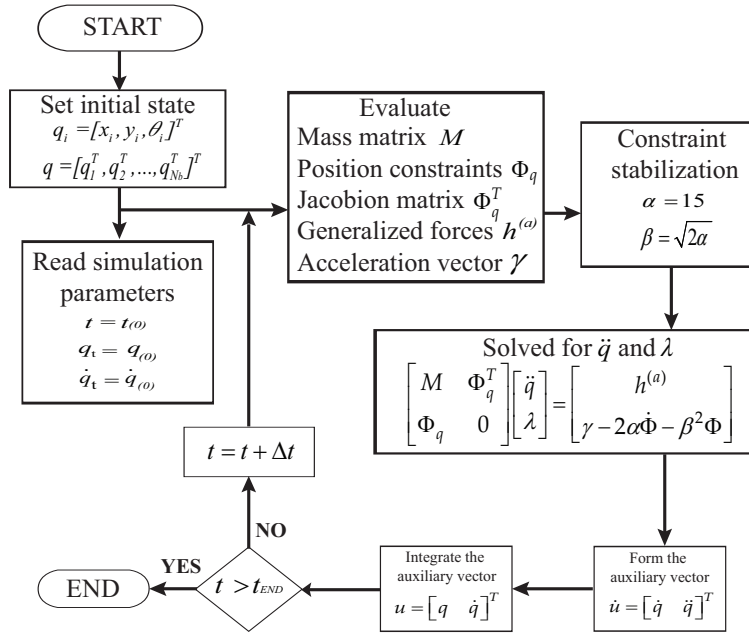 START
Set initial state
q_i =[x_i, y_i, θ_i]^T
q=[q_1^T, q_2^T, ..., q_{Nb}^T]^T
Read simulation
parameters
t = t_(0)
q_t = q_(0)
q̇_t = q̇_(0)
Evaluate
Mass matrix M
Position constraints Φ_q
Jacobion matrix Φ_q^T
Generalized forces h^(a)
Acceleration vector γ
Constraint
stabilization
α = 15
β = √2α
Solved for q̈ and λ
[M Φ_q^T; Φ_q 0] [q̈; λ] = [h^(a); γ − 2αΦ̇ − β²Φ]
Form the
auxiliary vector
u̇ = [q̇ q̈]^T
Integrate the
auxiliary vector
u = [q q̇]^T
t > t_END
NO
t = t + Δt
YES
END